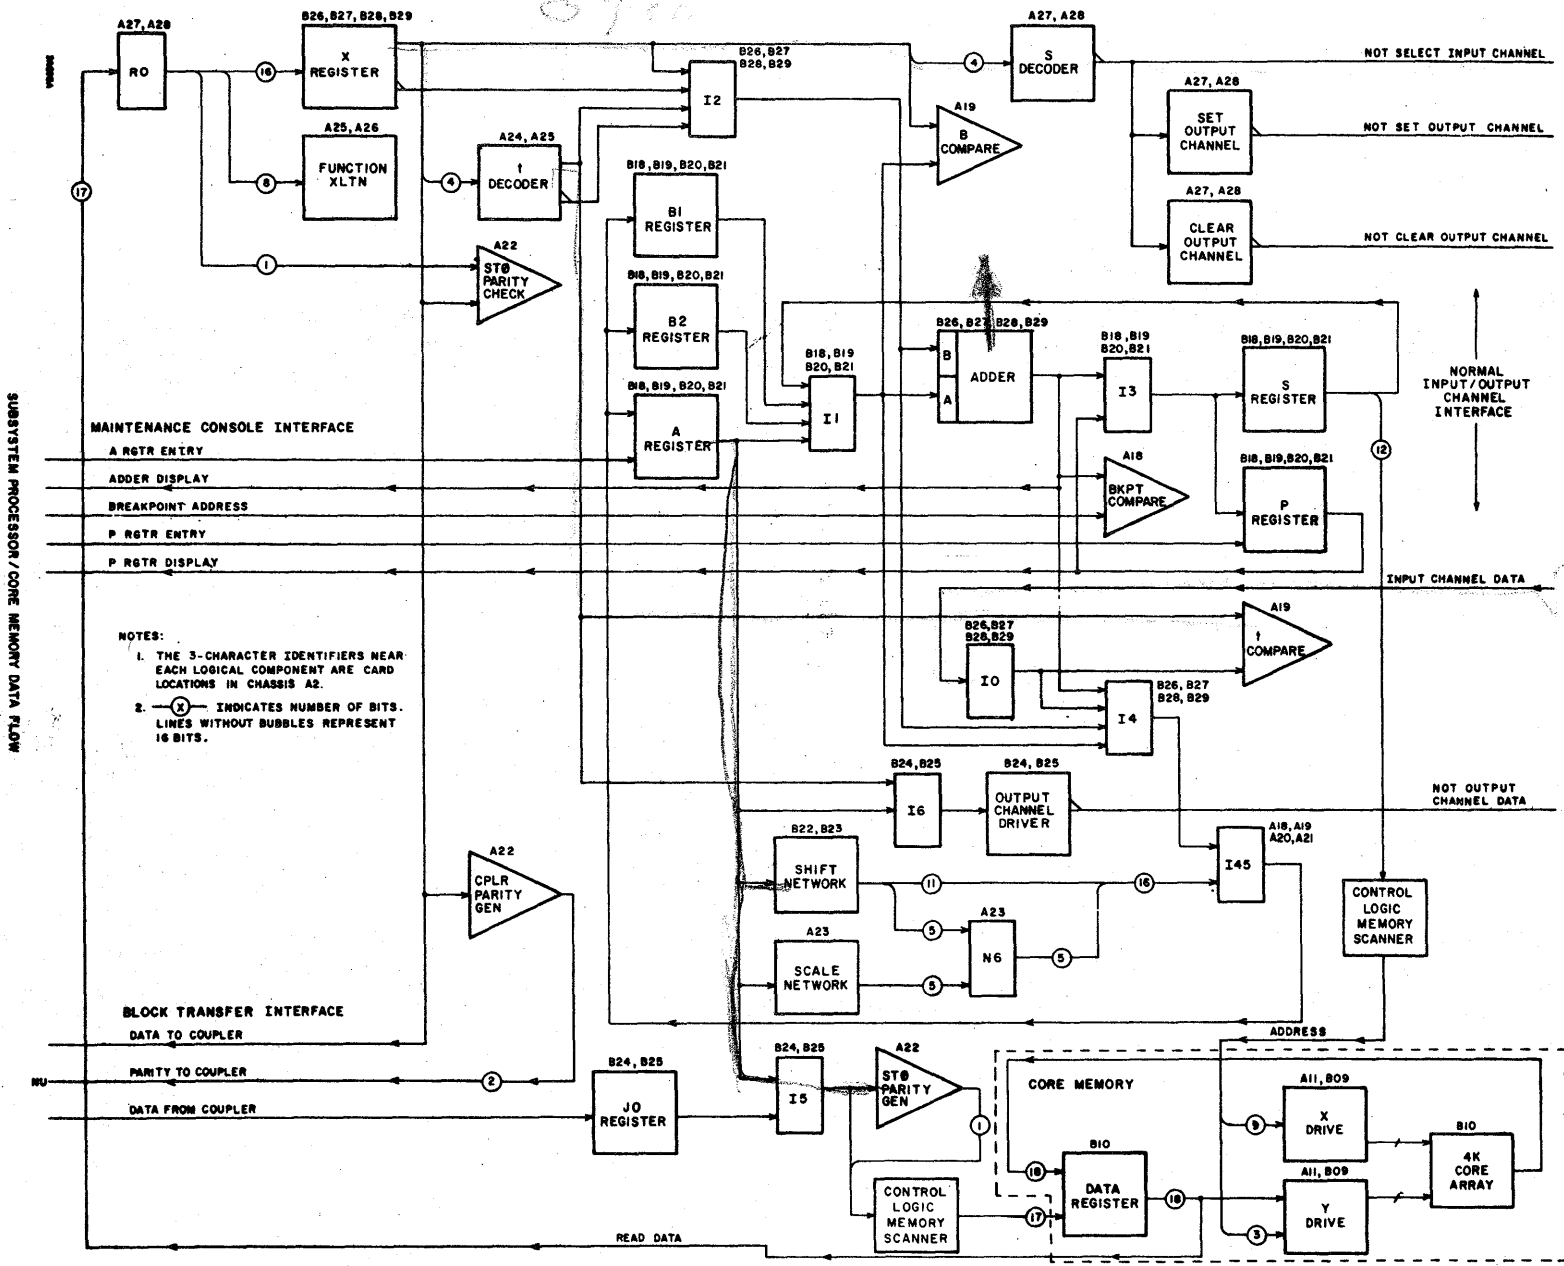 A27, A28
RO
B26, B27, B28, B29
X
REGISTER
16
A25, A26
FUNCTION
XLTN
8
17
A24, A25
t
DECODER
4
A22
STØ
PARITY
CHECK
1
B26, B27
B28, B29
I2
A27, A28
S
DECODER
4
NOT SELECT INPUT CHANNEL
A27, A28
SET
OUTPUT
CHANNEL
NOT SET OUTPUT CHANNEL
A27, A28
CLEAR
OUTPUT
CHANNEL
NOT CLEAR OUTPUT CHANNEL
A19
B
COMPARE
B18, B19, B20, B21
B1
REGISTER
B18, B19, B20, B21
B2
REGISTER
B18, B19, B20, B21
A
REGISTER
B18, B19
B20, B21
I1
B26, B27, B28, B29
B
A
ADDER
B18, B19
B20, B21
I3
B18, B19, B20, B21
S
REGISTER
NORMAL
INPUT/OUTPUT
CHANNEL
INTERFACE
12
A18
BKPT
COMPARE
B18, B19, B20, B21
P
REGISTER
SUBSYSTEM PROCESSOR/CORE MEMORY DATA FLOW
MAINTENANCE CONSOLE INTERFACE
A RGTR ENTRY
ADDER DISPLAY
BREAKPOINT ADDRESS
P RGTR ENTRY
P RGTR DISPLAY
INPUT CHANNEL DATA
NOTES:
1. THE 3-CHARACTER IDENTIFIERS NEAR
EACH LOGICAL COMPONENT ARE CARD
LOCATIONS IN CHASSIS A2.
2. X INDICATES NUMBER OF BITS.
LINES WITHOUT BUBBLES REPRESENT
16 BITS.
B26, B27
B28, B29
I0
A19
t
COMPARE
B26, B27
B28, B29
I4
B24, B25
I6
B24, B25
OUTPUT
CHANNEL
DRIVER
NOT OUTPUT
CHANNEL DATA
A22
CPLR
PARITY
GEN
B22, B23
SHIFT
NETWORK
11
16
A18, A19
A20, A21
I45
5
A23
N6
5
A23
SCALE
NETWORK
5
CONTROL
LOGIC
MEMORY
SCANNER
BLOCK TRANSFER INTERFACE
DATA TO COUPLER
NU
PARITY TO COUPLER
2
DATA FROM COUPLER
B24, B25
JO
REGISTER
B24, B25
I5
A22
STØ
PARITY
GEN
1
ADDRESS
CORE MEMORY
A11, B09
X
DRIVE
9
B10
4K
CORE
ARRAY
A11, B09
Y
DRIVE
3
B10
DATA
REGISTER
18
18
CONTROL
LOGIC
MEMORY
SCANNER
17
READ DATA